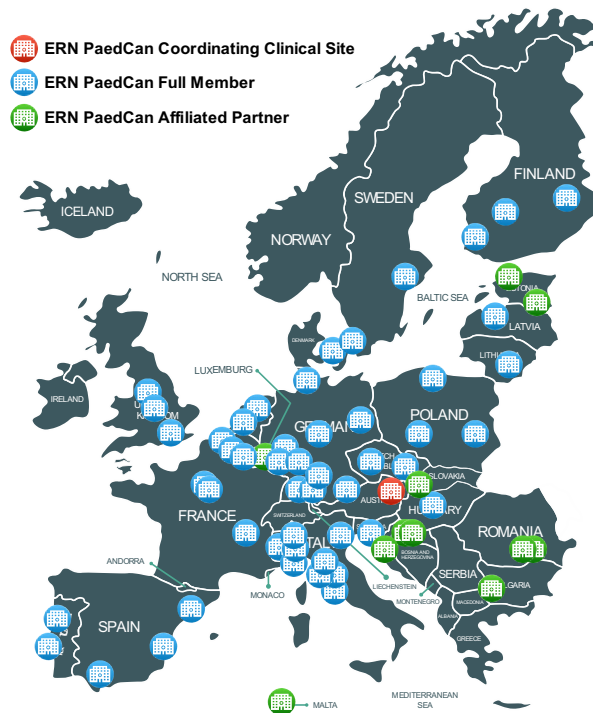 ERN PaedCan Coordinating Clinical Site
ERN PaedCan Full Member
ERN PaedCan Affiliated Partner
FINLAND
SWEDEN
ICELAND
NORWAY
NORTH SEA
BALTIC SEA
LATVIA
DENMARK
LUXEMBURG
IRELAND
POLAND
SLOVAKIA
FRANCE
SWITZERLAND
ROMANIA
BOSNIA AND
HERZEGOVINA
ANDORRA
SERBIA
LIECHENSTEIN
MONACO
MONTENEGRO
MACEDONIA
SPAIN
ALBANIA
GREECE
MEDITERRANEAN
SEA
MALTA